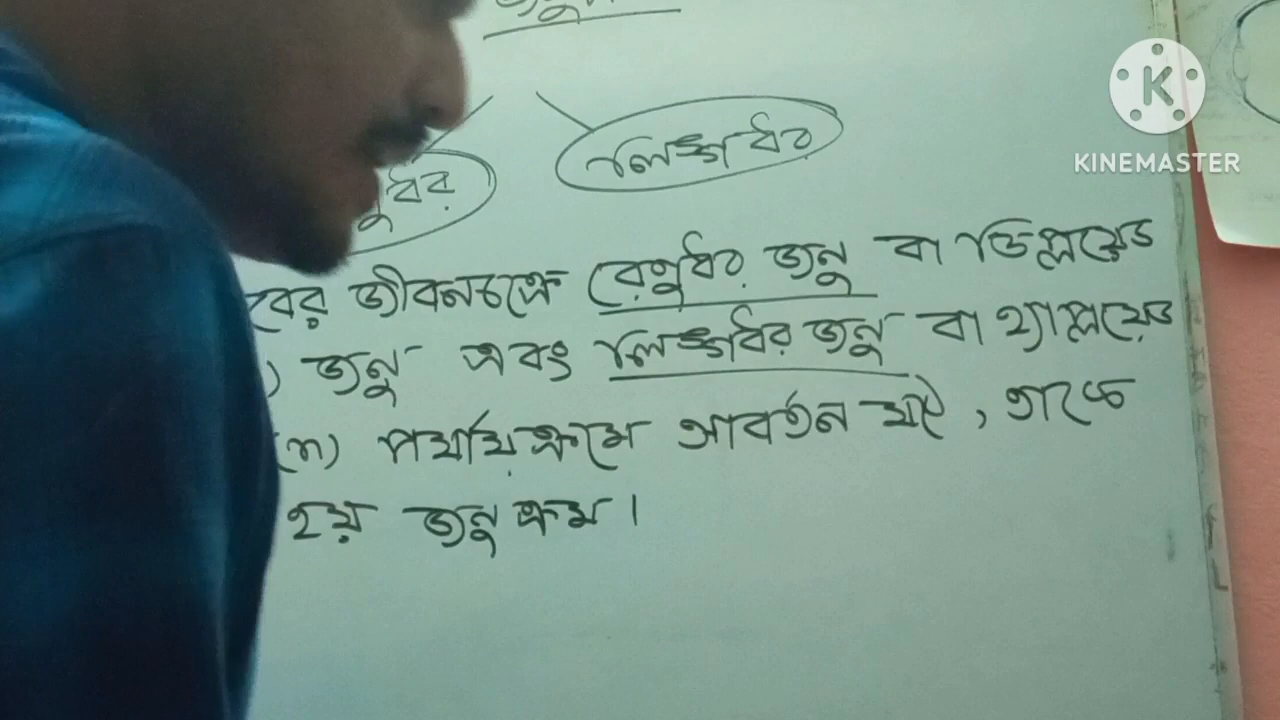 লিঙ্গধর
KINEMASTER
জীবনচক্রে রেণুধর জনু বা ডিপ্লয়েড
) জনু এবং লিঙ্গধর জনু বা হ্যাপ্লয়েড
(n) পর্যায়ক্রমে আবর্তন ঘটে, তাকে
হয় জনুক্রম।